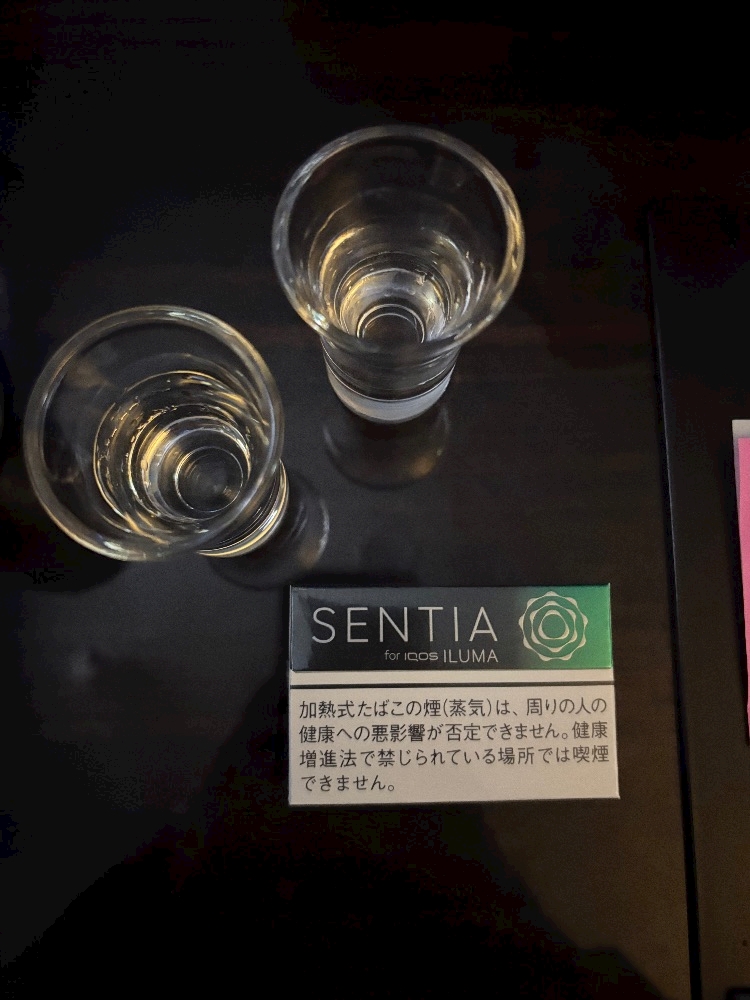 SENTIA
for IQOS ILUMA
加熱式たばこの煙(蒸気)は、周りの人の
健康への悪影響が否定できません。健康
増進法で禁じられている場所では喫煙
できません。